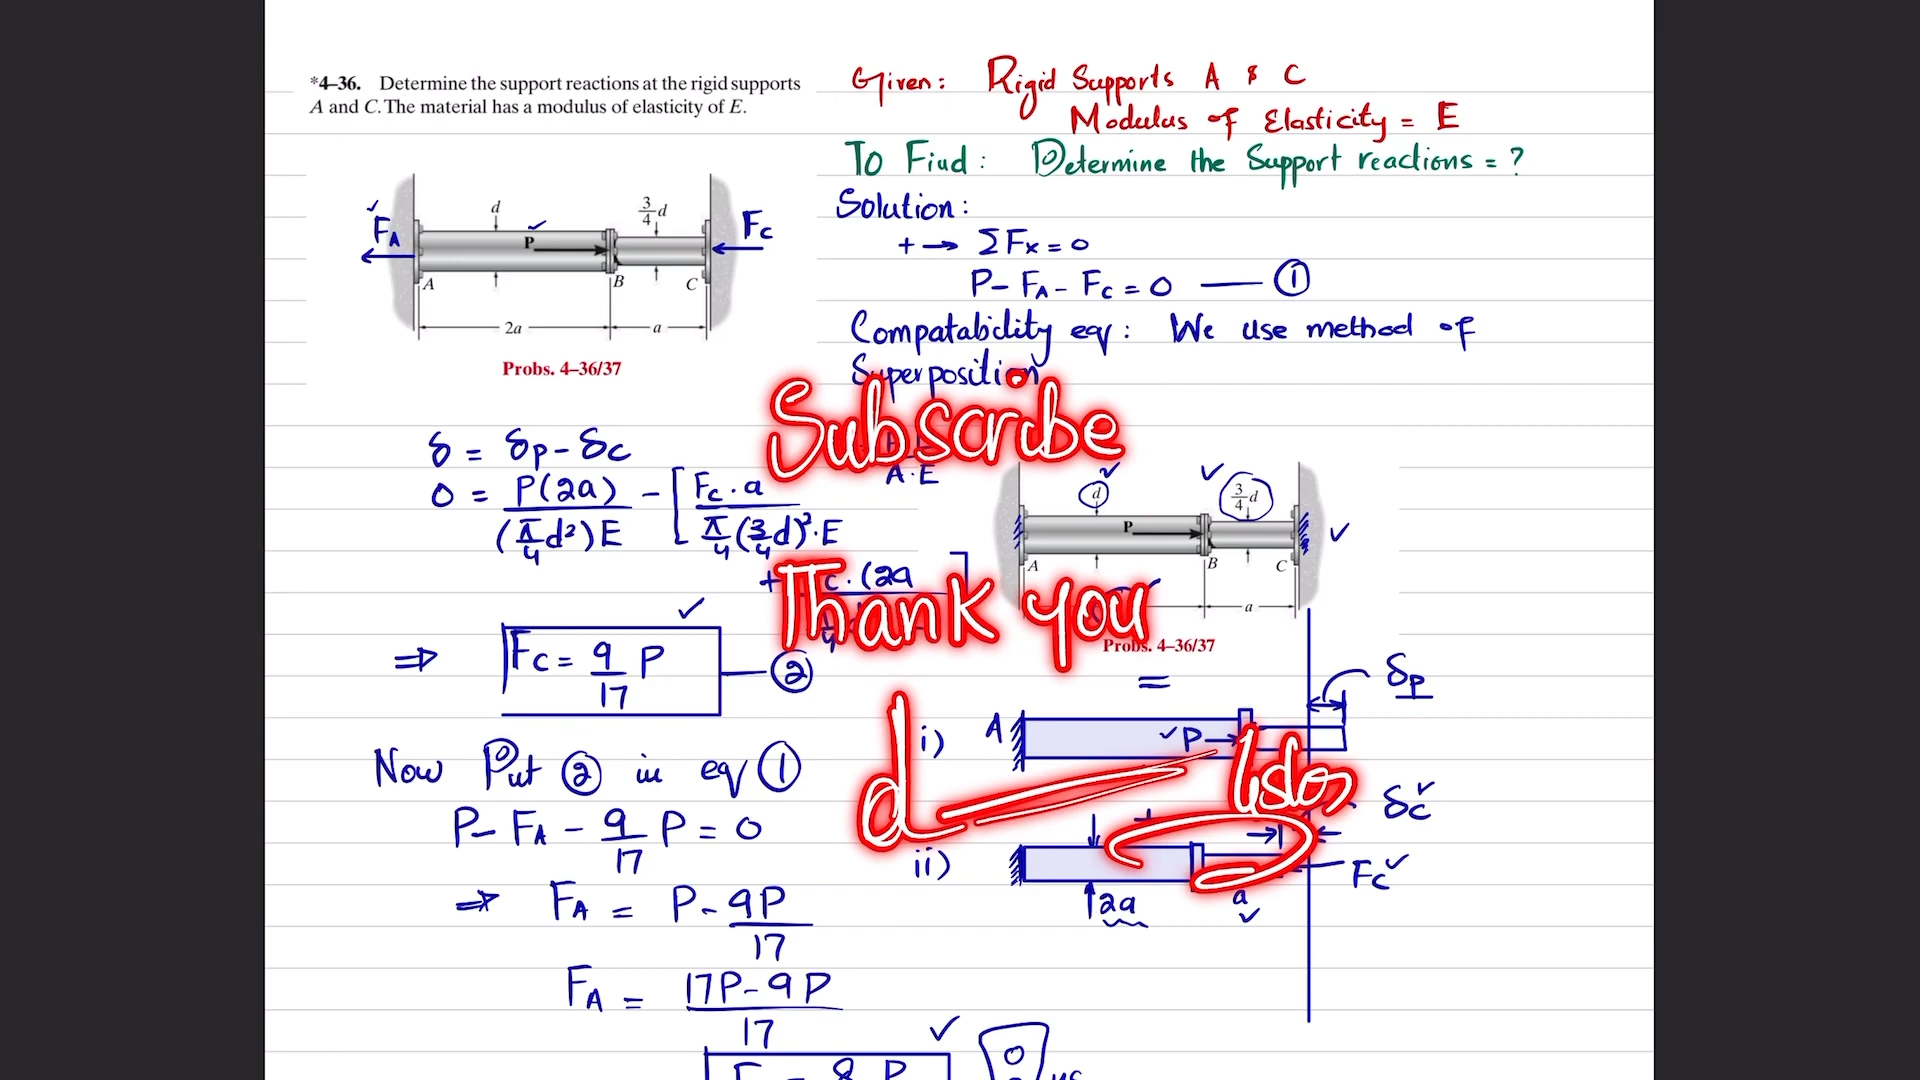 *4–36. Determine the support reactions at the rigid supports
A and C. The material has a modulus of elasticity of E.
Given: Rigid Supports A & C
Modulus of Elasticity = E
To Find: Determine the Support reactions = ?
Solution:
+ → ΣFx = 0
P - FA - FC = 0 —— ①
Compatability eq: We use method of
Superposition
d
3/4 d
FA
P
FC
A
B
C
2a
a
Probs. 4–36/37
Subscribe
δ = δP - δC
0 = P(2a) / (π/4 d²)E - [ FC · a / π/4 (3/4 d)² · E
A·E
+ c · (2a ]
Thank you
⇒ FC = 9/17 P —— ②
Now Put ② in eq ①
P - FA - 9/17 P = 0
⇒ FA = P - 9P/17
FA = 17P - 9P / 17
8 P
d
3/4 d
P
A
B
C
a
Probs. 4–36/37
=
δP
i) A P →
δC
ii)
FC
2a
a